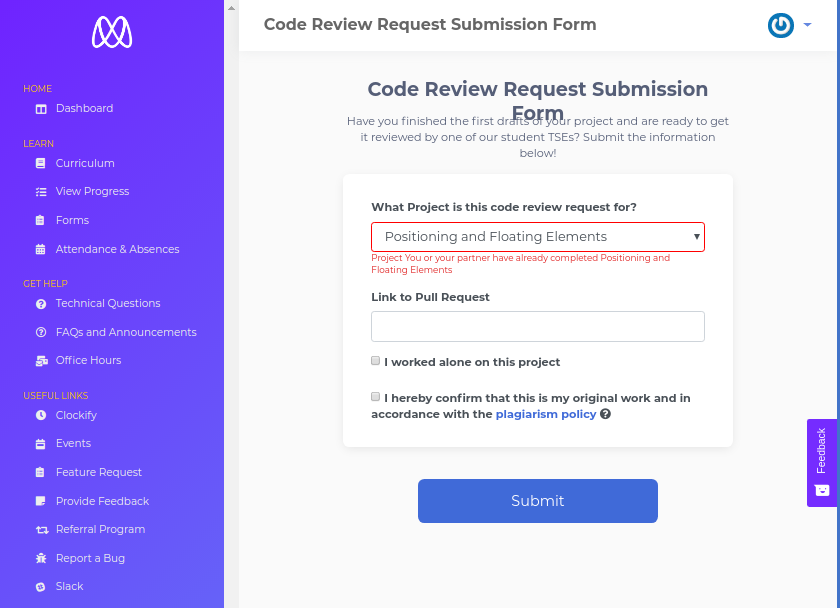 Code Review Request Submission Form
HOME
Dashboard
LEARN
Curriculum
View Progress
Forms
Attendance & Absences
GET HELP
Technical Questions
FAQs and Announcements
Office Hours
USEFUL LINKS
Clockify
Events
Feature Request
Provide Feedback
Referral Program
Report a Bug
Slack
Code Review Request Submission
Form
Have you finished the first drafts of your project and are ready to get
it reviewed by one of our student TSEs? Submit the information
below!
What Project is this code review request for?
Positioning and Floating Elements
Project You or your partner have already completed Positioning and
Floating Elements
Link to Pull Request
I worked alone on this project
I hereby confirm that this is my original work and in
accordance with the plagiarism policy
Submit
Feedback